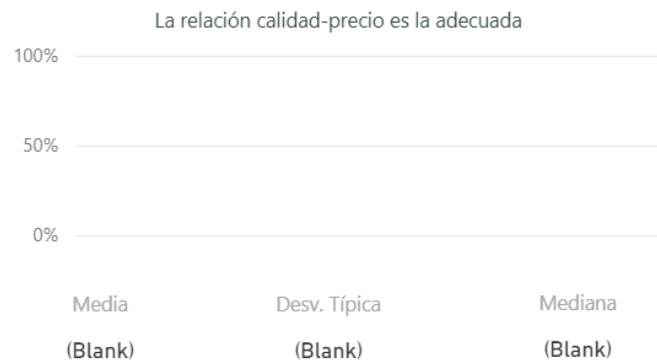 La relación calidad-precio es la adecuada
100%
50%
0%
Media Desv. Típica Mediana
(Blank) (Blank) (Blank)